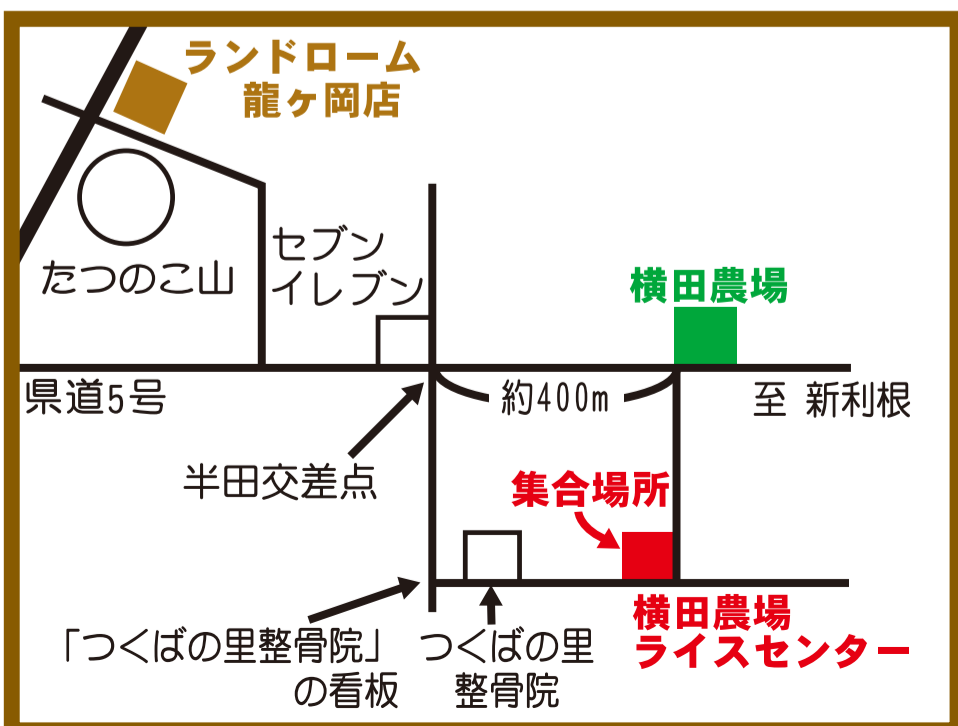 ランドローム
龍ヶ岡店
セブン
イレブン
たつのこ山
横田農場
県道5号
約400m
至 新利根
半田交差点
集合場所
横田農場
ライスセンター
「つくばの里整骨院」
の看板
つくばの里
整骨院